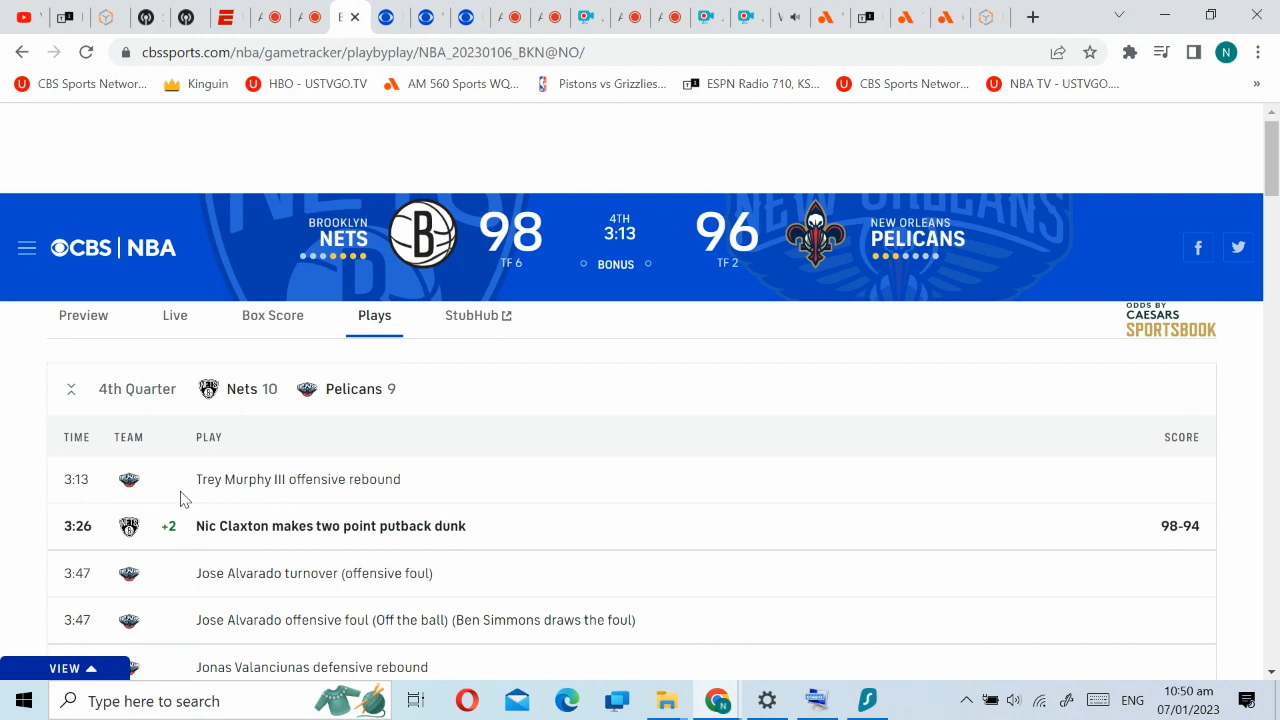 cbssports.com/nba/gametracker/playbyplay/NBA_20230106_BKN@NO/
N
CBS Sports Networ...
Kinguin
HBO - USTVGO.TV
AM 560 Sports WQ...
Pistons vs Grizzlies...
ESPN Radio 710, KS...
CBS Sports Networ...
NBA TV - USTVGO....
»
CBS | NBA
BROOKLYN
NETS
B
98
TF 6
4TH
3:13
BONUS
96
TF 2
NEW ORLEANS
PELICANS
Preview
Live
Box Score
Plays
StubHub
ODDS BY
CAESARS
SPORTSBOOK
4th Quarter
Nets 10
Pelicans 9
TIME
TEAM
PLAY
SCORE
3:13 Trey Murphy III offensive rebound
3:26 +2 Nic Claxton makes two point putback dunk 98-94
3:47 Jose Alvarado turnover (offensive foul)
3:47 Jose Alvarado offensive foul (Off the ball) (Ben Simmons draws the foul)
Jonas Valanciunas defensive rebound
VIEW
Type here to search
ENG
10:50 am
07/01/2023